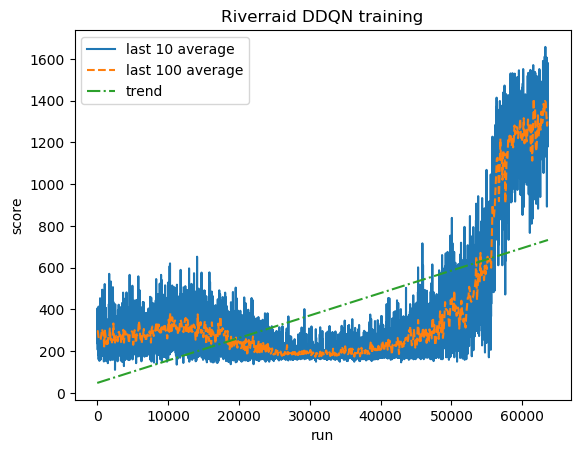 Riverraid DDQN training
last 10 average
last 100 average
trend
1600
1400
1200
1000
800
600
400
200
0
score
0 10000 20000 30000 40000 50000 60000
run